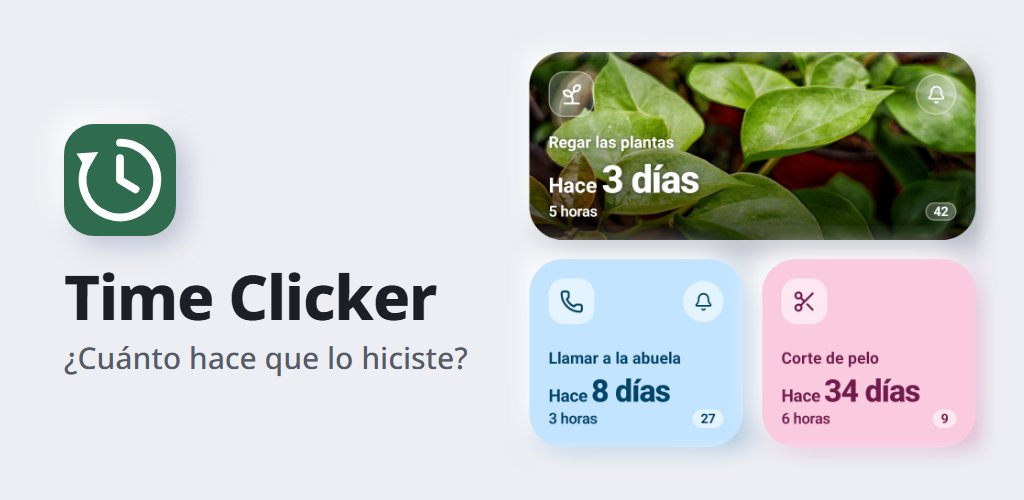 Time Clicker
¿Cuánto hace que lo hiciste?
Regar las plantas
Hace 3 días
5 horas
42
Llamar a la abuela
Hace 8 días
3 horas
27
Corte de pelo
Hace 34 días
6 horas
9